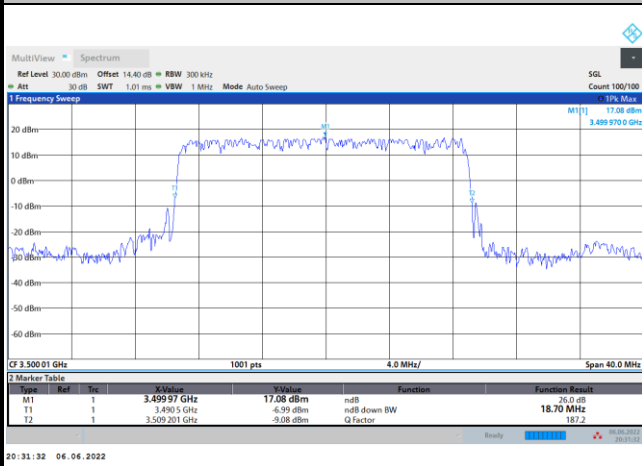 MultiView Spectrum
Ref Level 30.00 dBm Offset 14.40 dB RBW 300 kHz SGL
Att 30 dB SWT 1.01 ms VBW 1 MHz Mode Auto Sweep Count 100/100
1 Frequency Sweep 1Pk Max
M1[1] 17.08 dBm
3.499 970 0 GHz
M1
20 dBm
10 dBm
0 dBm
T1 T2
-10 dBm
-20 dBm
-30 dBm
-40 dBm
-50 dBm
-60 dBm
CF 3.500 01 GHz 1001 pts 4.0 MHz/ Span 40.0 MHz
2 Marker Table
Type Ref Trc X-Value Y-Value Function Function Result
M1 1 3.499 97 GHz 17.08 dBm ndB 26.0 dB
T1 1 3.490 5 GHz -6.99 dBm ndB down BW 18.70 MHz
T2 1 3.509 201 GHz -9.08 dBm Q Factor 187.2
Ready 06.06.2022
20:31:32
20:31:32 06.06.2022